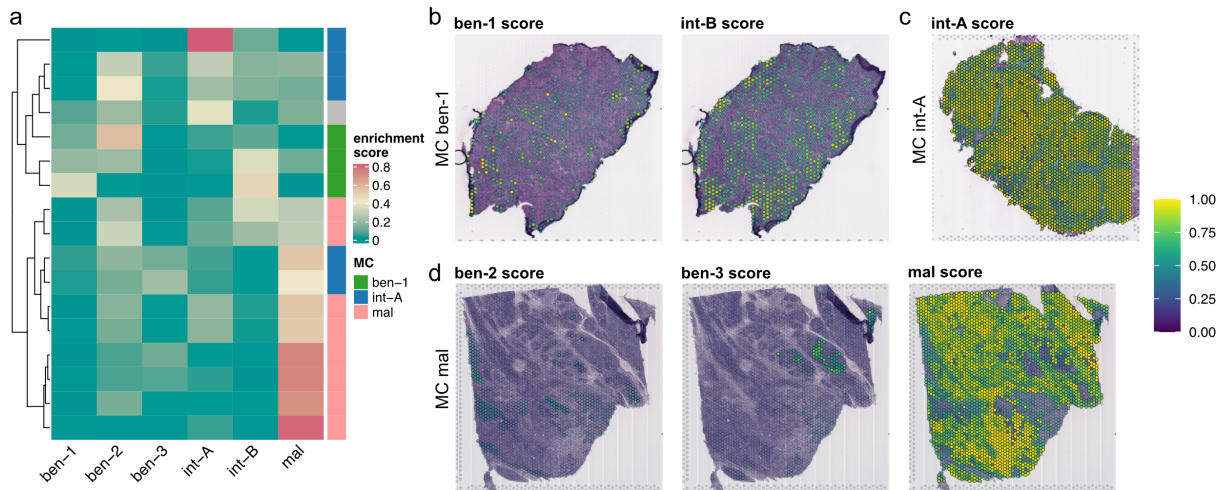 a
ben−1
ben−2
ben−3
int−A
int−B
mal
enrichment
score
0.8
0.6
0.4
0.2
0
MC
ben−1
int−A
mal
b
ben-1 score
int-B score
MC ben-1
c
int-A score
MC int-A
d
ben-2 score
ben-3 score
mal score
MC mal
1.00
0.75
0.50
0.25
0.00